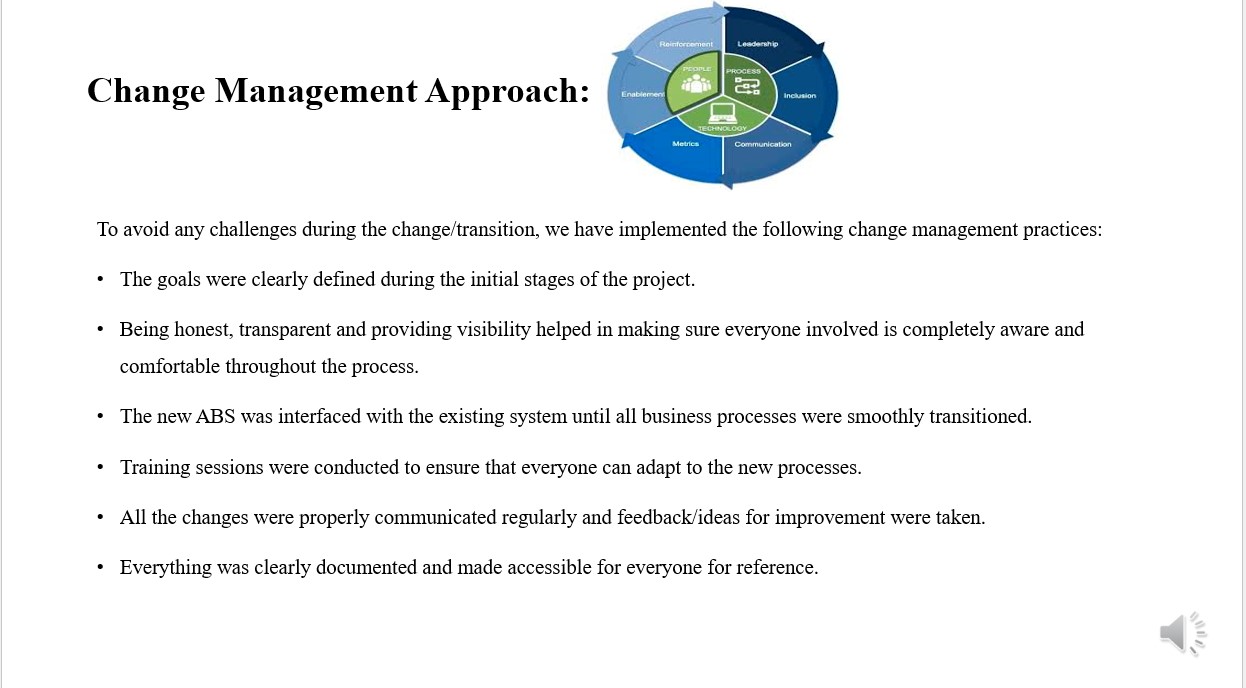 Change Management Approach:
Reinforcement
Leadership
PEOPLE
PROCESS
Enablement
Inclusion
TECHNOLOGY
Metrics
Communication
To avoid any challenges during the change/transition, we have implemented the following change management practices:
• The goals were clearly defined during the initial stages of the project.
• Being honest, transparent and providing visibility helped in making sure everyone involved is completely aware and
comfortable throughout the process.
• The new ABS was interfaced with the existing system until all business processes were smoothly transitioned.
• Training sessions were conducted to ensure that everyone can adapt to the new processes.
• All the changes were properly communicated regularly and feedback/ideas for improvement were taken.
• Everything was clearly documented and made accessible for everyone for reference.